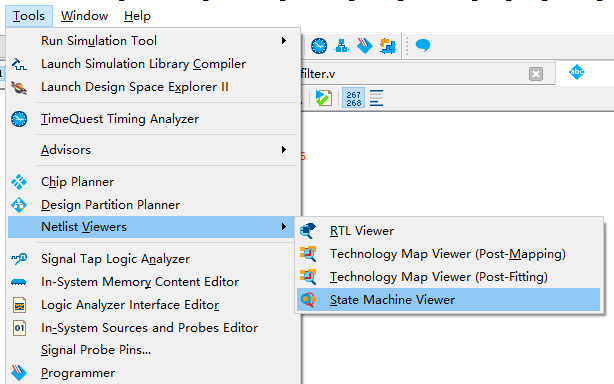 Tools Window Help
Run Simulation Tool
Launch Simulation Library Compiler
Launch Design Space Explorer II
TimeQuest Timing Analyzer
Advisors
Chip Planner
Design Partition Planner
Netlist Viewers
Signal Tap Logic Analyzer
In-System Memory Content Editor
Logic Analyzer Interface Editor
In-System Sources and Probes Editor
Signal Probe Pins...
Programmer
RTL Viewer
Technology Map Viewer (Post-Mapping)
Technology Map Viewer (Post-Fitting)
State Machine Viewer
filter.v
abc
267
268